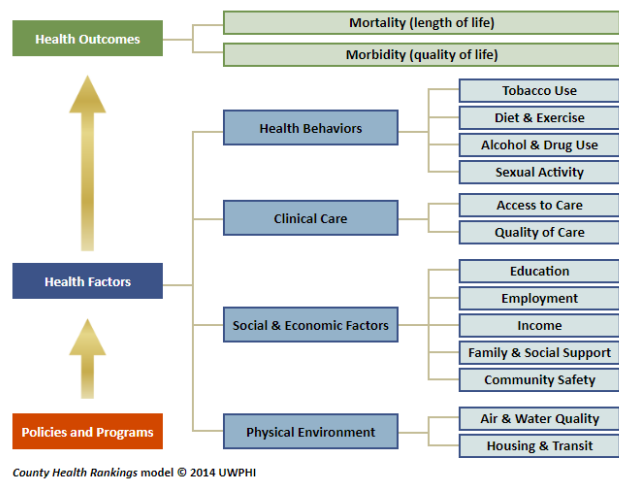 Health Outcomes
Mortality (length of life)
Morbidity (quality of life)
Health Factors
Health Behaviors
Tobacco Use
Diet & Exercise
Alcohol & Drug Use
Sexual Activity
Clinical Care
Access to Care
Quality of Care
Social & Economic Factors
Education
Employment
Income
Family & Social Support
Community Safety
Physical Environment
Air & Water Quality
Housing & Transit
Policies and Programs
County Health Rankings model © 2014 UWPHI